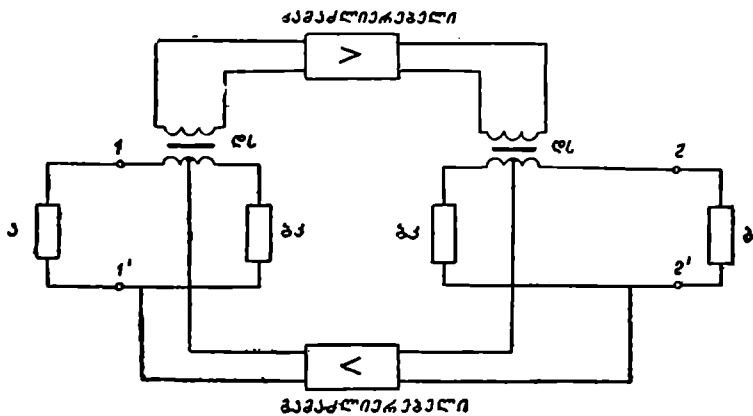 გამაძლიერებელი
>
დს
დს
1
2
ა
ბკ
ბკ
ბ
1'
2'
<
გამაძლიერებელი